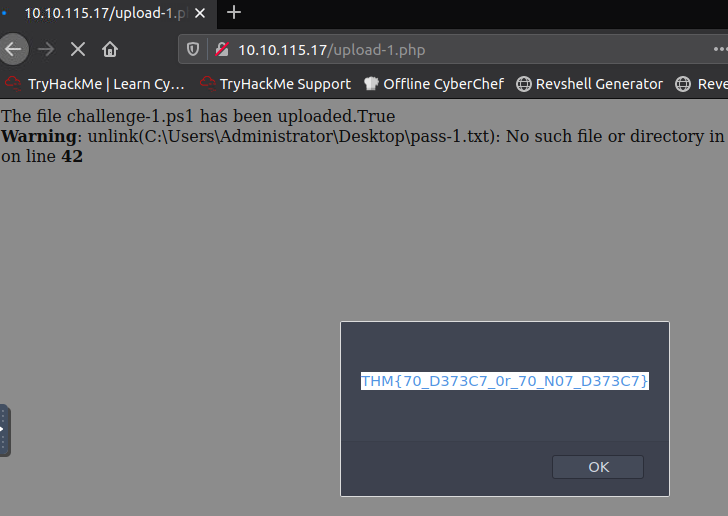 10.10.115.17/upload-1.p
10.10.115.17/upload-1.php
TryHackMe | Learn Cy… TryHackMe Support Offline CyberChef Revshell Generator Reve
The file challenge-1.ps1 has been uploaded.True
Warning: unlink(C:\Users\Administrator\Desktop\pass-1.txt): No such file or directory in
on line 42
THM{70_D373C7_0r_70_N07_D373C7}
OK